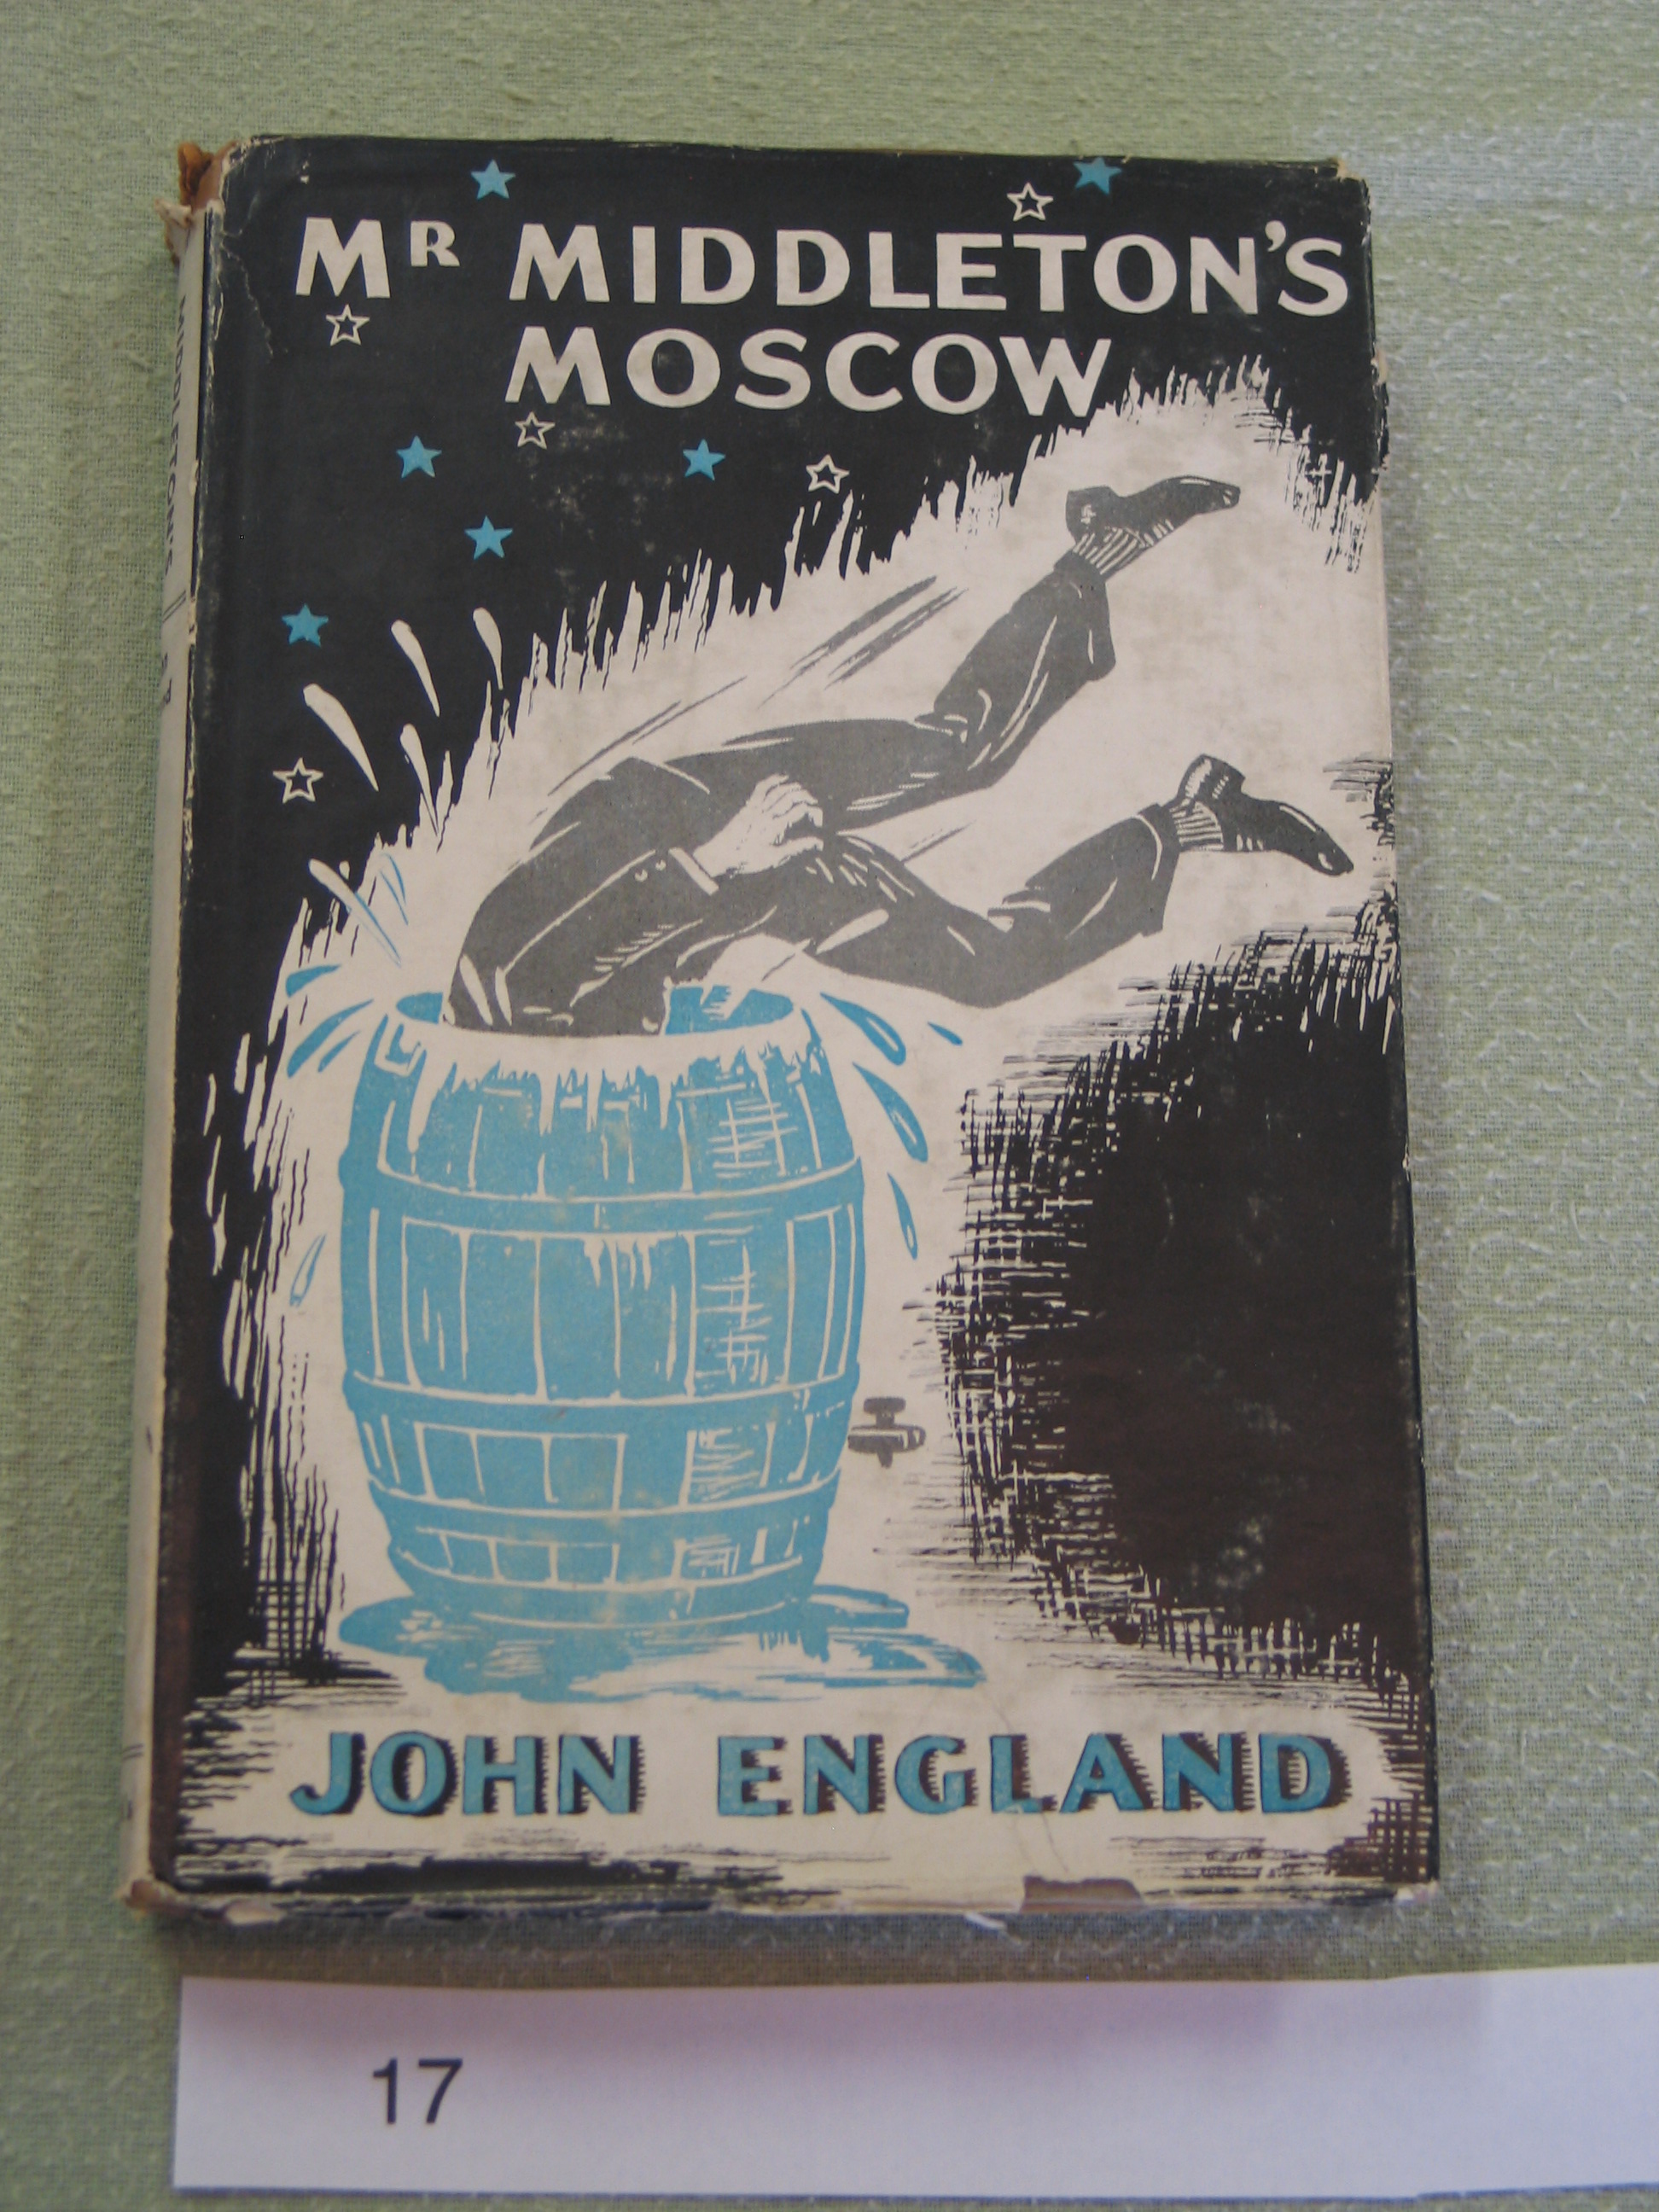 MR MIDDLETON'S
MOSCOW
JOHN ENGLAND
17